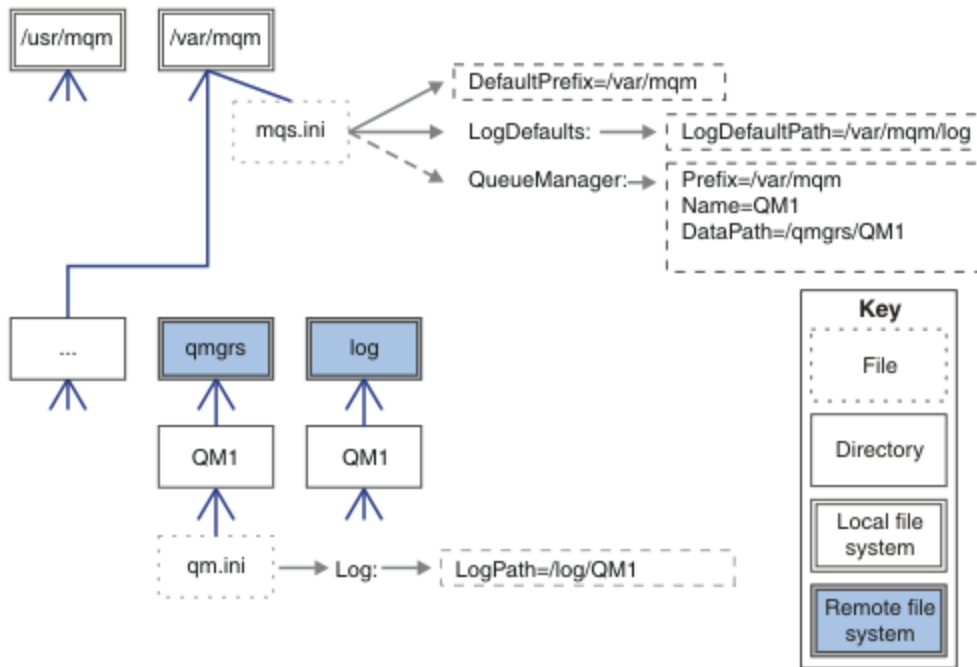 /usr/mqm
/var/mqm
mqs.ini
DefaultPrefix=/var/mqm
LogDefaults:
LogDefaultPath=/var/mqm/log
QueueManager:
Prefix=/var/mqm
Name=QM1
DataPath=/qmgrs/QM1
...
qmgrs
log
QM1
QM1
qm.ini
Log:
LogPath=/log/QM1
Key
File
Directory
Local file
system
Remote file
system